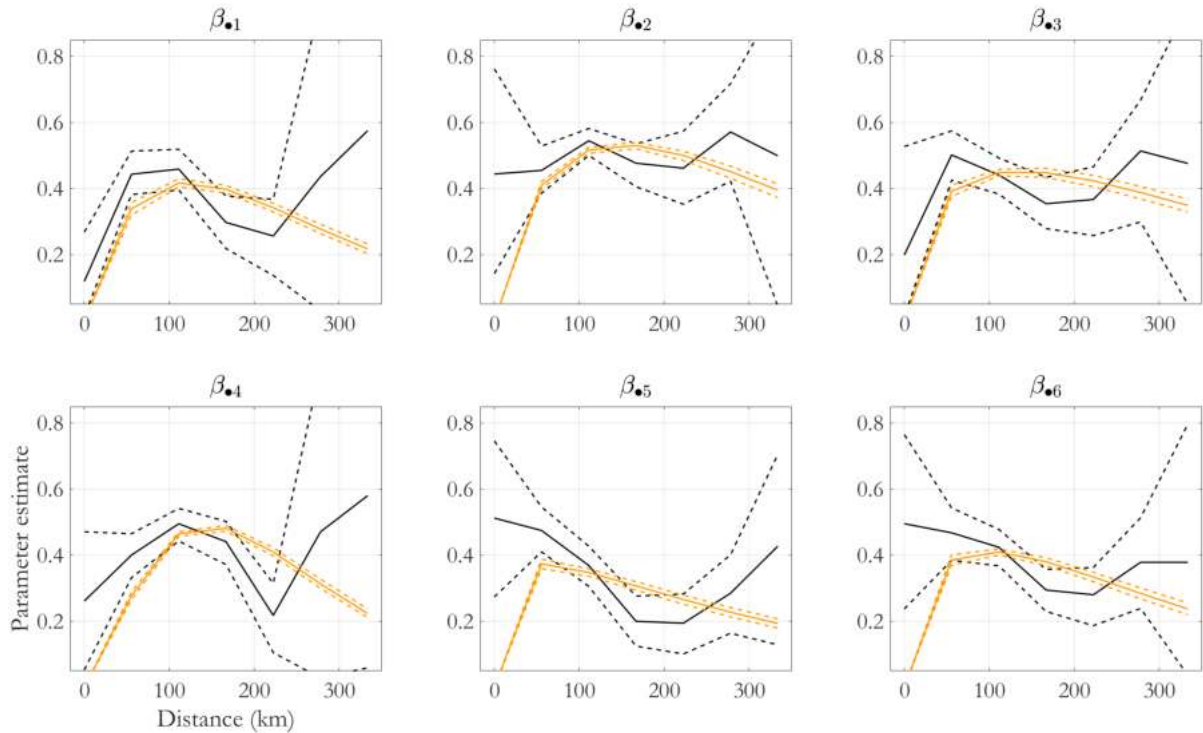 β●1 β●2 β●3
0.8 0.8 0.8
0.6 0.6 0.6
0.4 0.4 0.4
0.2 0.2 0.2
0 100 200 300 0 100 200 300 0 100 200 300
β●4 β●5 β●6
0.8 0.8 0.8
0.6 0.6 0.6
0.4 0.4 0.4
0.2 0.2 0.2
Parameter estimate
0 100 200 300 0 100 200 300 0 100 200 300
Distance (km)